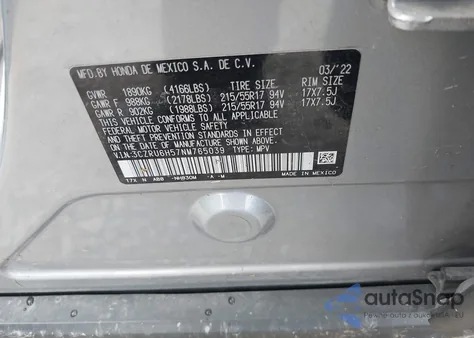 MFD.BY HONDA DE MEXICO S.A. DE C.V. 03/'22
GVWR 1890KG (4166LBS) TIRE SIZE RIM SIZE
GAWR F 988KG (2178LBS) 215/55R17 94V 17X7.5J
GAWR R 902KG (1988LBS) 215/55R17 94V 17X7.5J
THIS VEHICLE CONFORMS TO ALL APPLICABLE
FEDERAL MOTOR VEHICLE SAFETY
AND THEFT PREVENTION STANDARDS IN EFFECT
ON THE DATE OF MANUFACTURE SHOWN ABOVE.
V.I.N:3CZRU6H57NM765039 TYPE: MPV
17X N ABB NH830M A M
MADE IN MEXICO
autoSnap